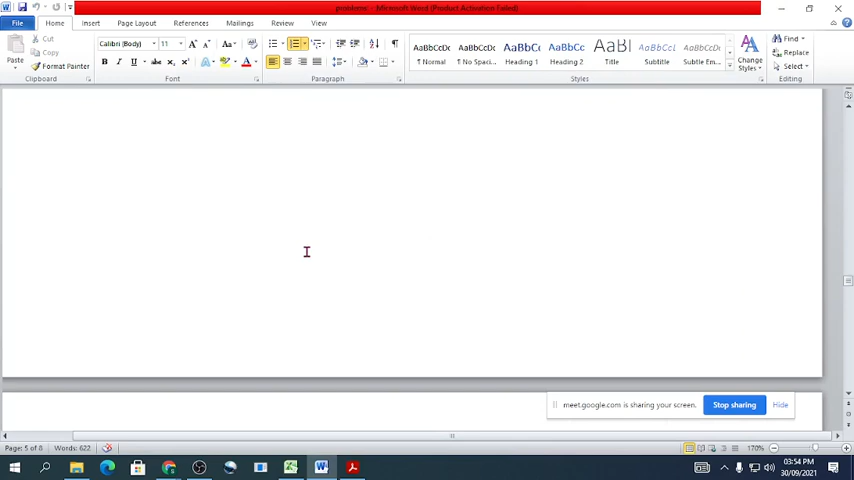 problems - Microsoft Word (Product Activation Failed)
File Home Insert Page Layout References Mailings Review View
Paste
Cut
Copy
Format Painter
Clipboard
Calibri (Body) 11
Font
Paragraph
AaBbCcDc AaBbCcDc AaBbCc AaBbCc AaB AaBbCcI AaBbCcDc
¶ Normal ¶ No Spaci... Heading 1 Heading 2 Title Subtitle Subtle Em...
Styles
Change Styles
Find
Replace
Select
Editing
meet.google.com is sharing your screen. Stop sharing Hide
Page: 5 of 8 Words: 622 170%
03:54 PM
30/09/2021